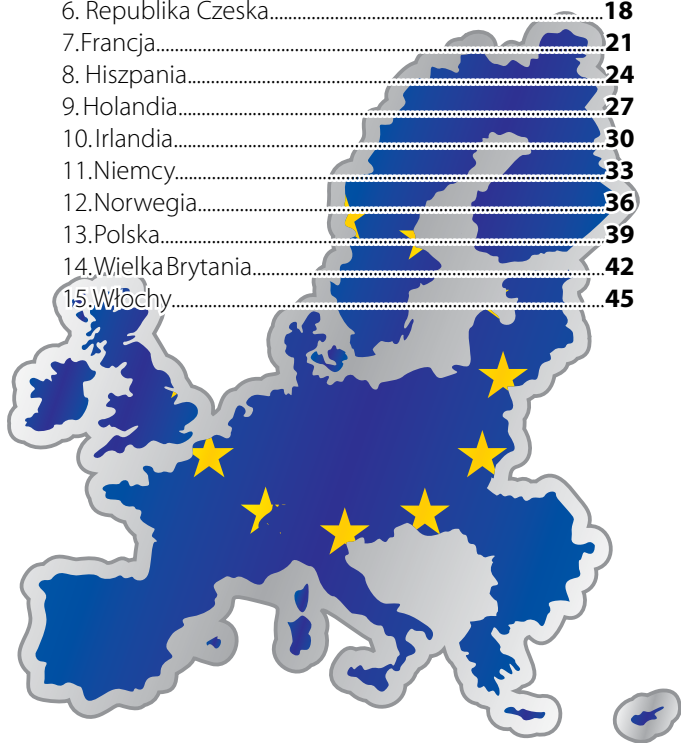 6. Republika Czeska..........18
7.Francja..........21
8. Hiszpania..........24
9. Holandia..........27
10.Irlandia..........30
11.Niemcy..........33
12.Norwegia..........36
13.Polska..........39
14.Wielka Brytania..........42
15.Włochy..........45